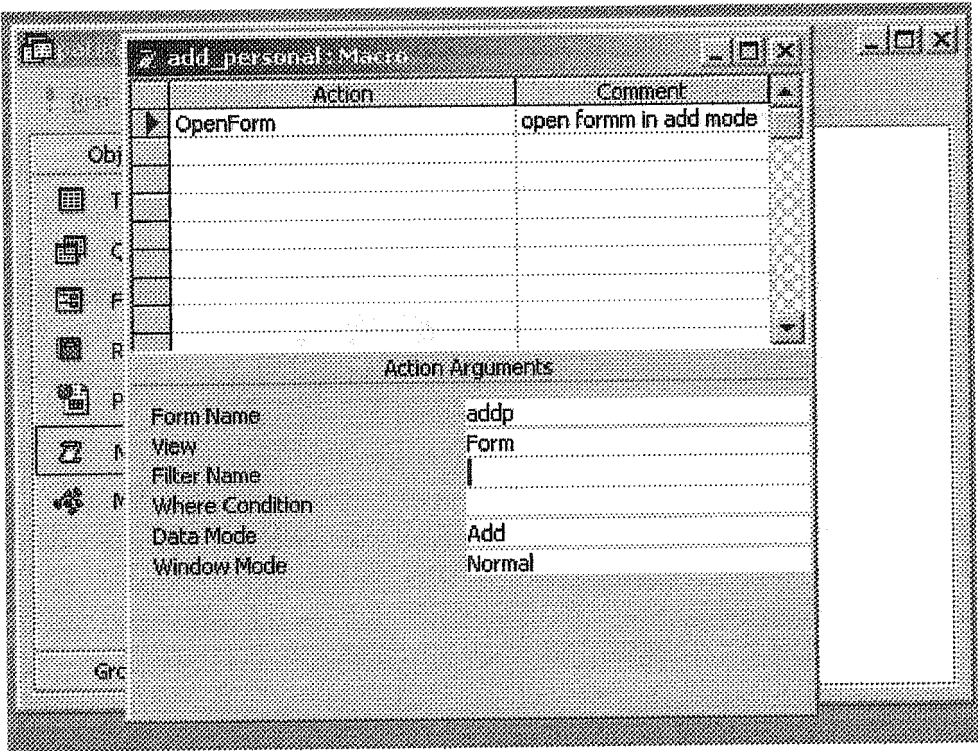 add_personal : Macro
Action Comment
OpenForm open formm in add mode
Obj
T
Q
F
R
P
M
M
Action Arguments
Form Name addp
View Form
Filter Name
Where Condition
Data Mode Add
Window Mode Normal
Gro